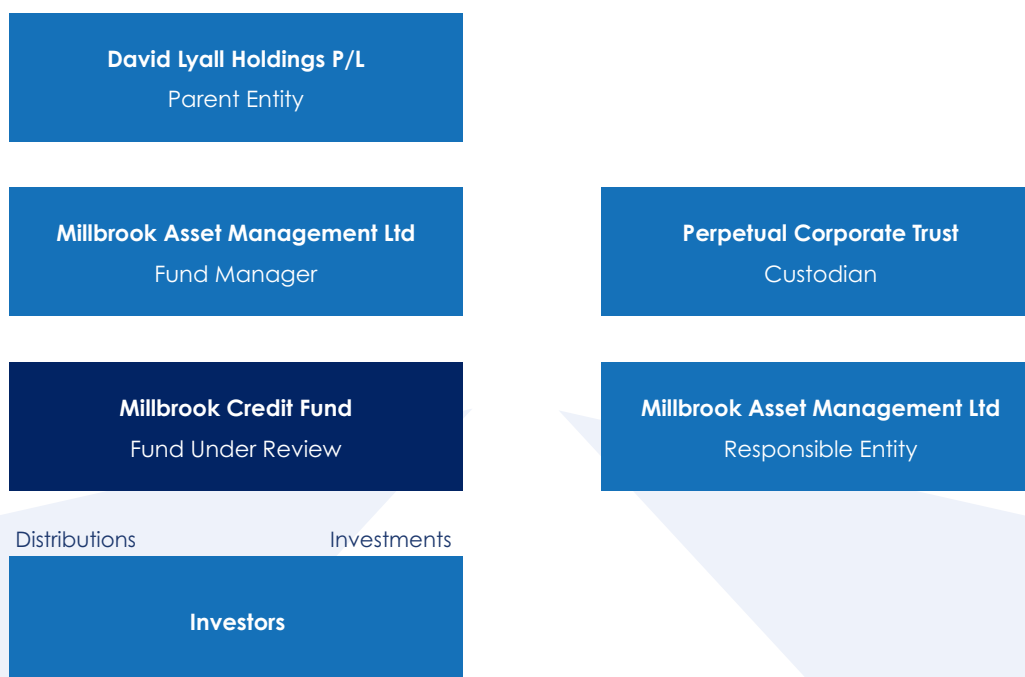 David Lyall Holdings P/L
Parent Entity
Millbrook Asset Management Ltd
Fund Manager
Perpetual Corporate Trust
Custodian
Millbrook Credit Fund
Fund Under Review
Millbrook Asset Management Ltd
Responsible Entity
Distributions
Investments
Investors